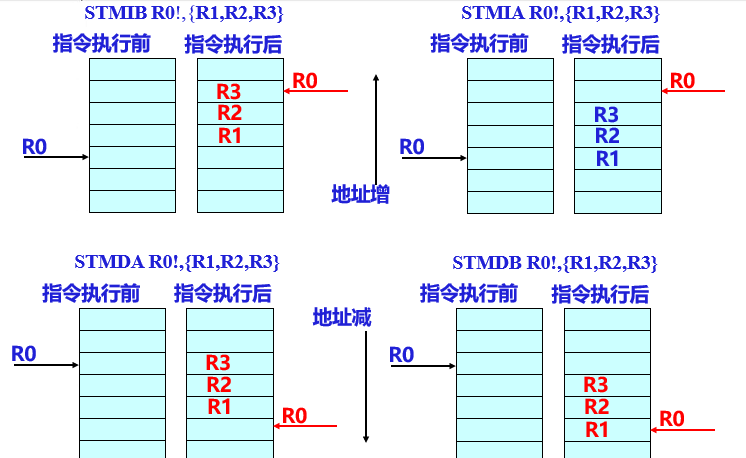 STMIB R0!,{R1,R2,R3}
指令执行前 指令执行后
R0
R3
R2
R1
R0
地址增
STMIA R0!,{R1,R2,R3}
指令执行前 指令执行后
R0
R3
R2
R1
R0
STMDA R0!,{R1,R2,R3}
指令执行前 指令执行后
地址减
R0
R3
R2
R1
R0
STMDB R0!,{R1,R2,R3}
指令执行前 指令执行后
R0
R3
R2
R1
R0